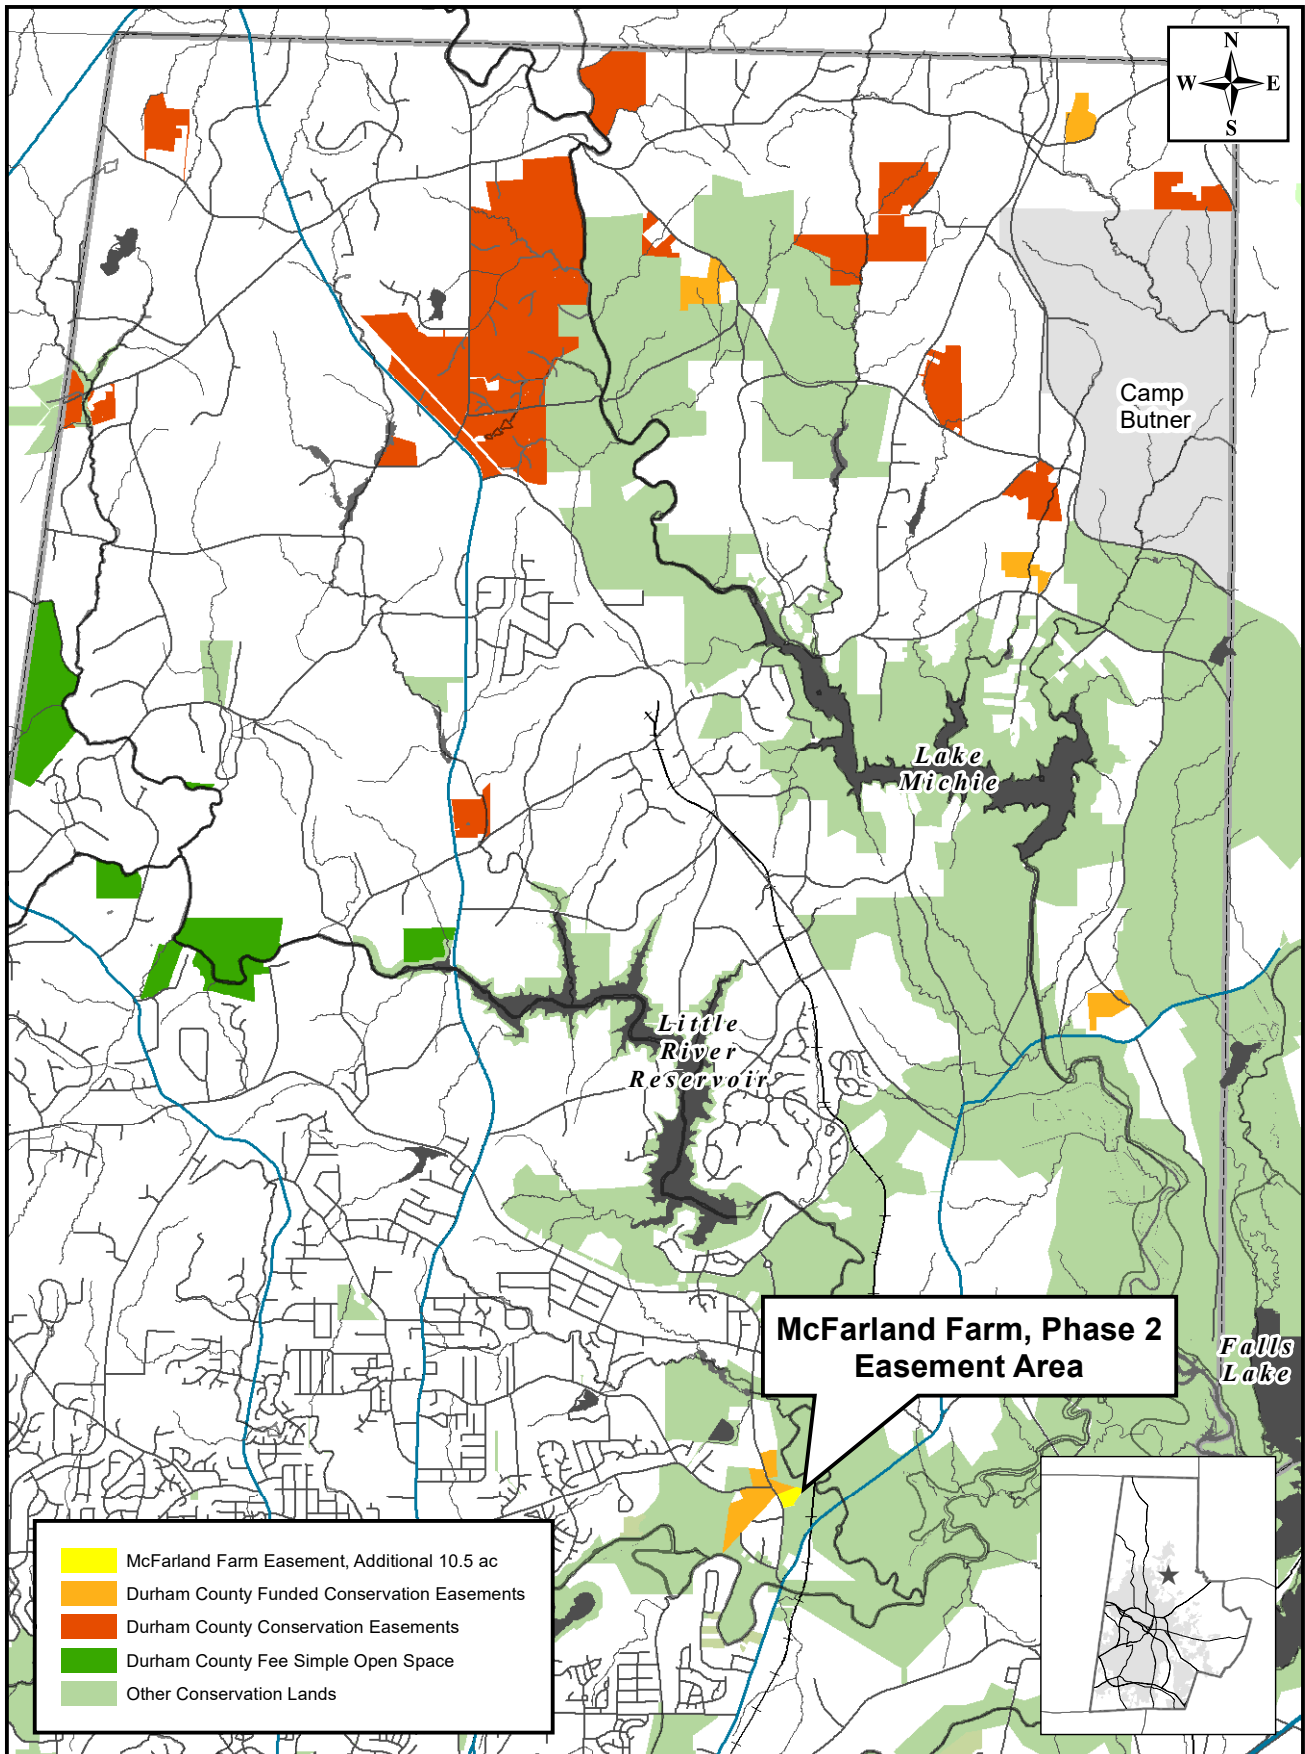 N
W E
S
Camp
Butner
Lake
Michie
Little
River
Reservoir
McFarland Farm, Phase 2
Easement Area
Falls
Lake
McFarland Farm Easement, Additional 10.5 ac
Durham County Funded Conservation Easements
Durham County Conservation Easements
Durham County Fee Simple Open Space
Other Conservation Lands